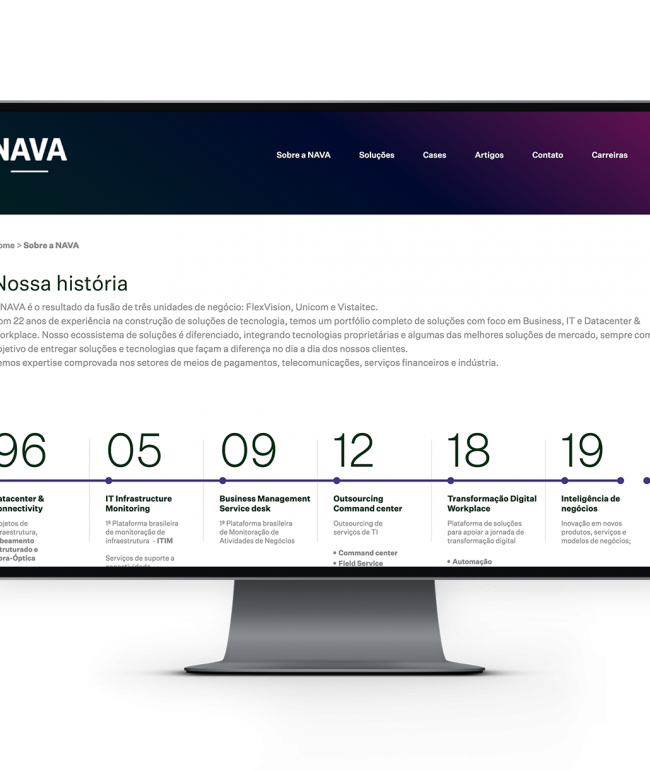 NAVA
Sobre a NAVA Soluções Cases Artigos Contato Carreiras
ome > Sobre a NAVA
Nossa história
NAVA é o resultado da fusão de três unidades de negócio: FlexVision, Unicom e Vistaitec.
om 22 anos de experiência na construção de soluções de tecnologia, temos um portfólio completo de soluções com foco em Business, IT e Datacenter &
orkplace. Nosso ecossistema de soluções é diferenciado, integrando tecnologias proprietárias e algumas das melhores soluções de mercado, sempre com
bjetivo de entregar soluções e tecnologias que façam a diferença no dia a dia dos nossos clientes.
emos expertise comprovada nos setores de meios de pagamentos, telecomunicações, serviços financeiros e indústria.
96
atacenter &
onnectivity
ojetos de
raestrutura,
beamento
truturado e
bra-Óptica
05
IT Infrastructure
Monitoring
1ª Plataforma brasileira
de monitoração de
infraestrutura - ITIM
Serviços de suporte a
conectividade
09
Business Management
Service desk
1ª Plataforma brasileira
de Monitoração de
Atividades de Negócios
12
Outsourcing
Command center
Outsourcing de
serviços de TI
• Command center
• Field Service
18
Transformação Digital
Workplace
Plataforma de soluções
para apoiar a jornada de
transformação digital
• Automação
19
Inteligência de
negócios
Inovação em novos
produtos, serviços e
modelos de negócios;